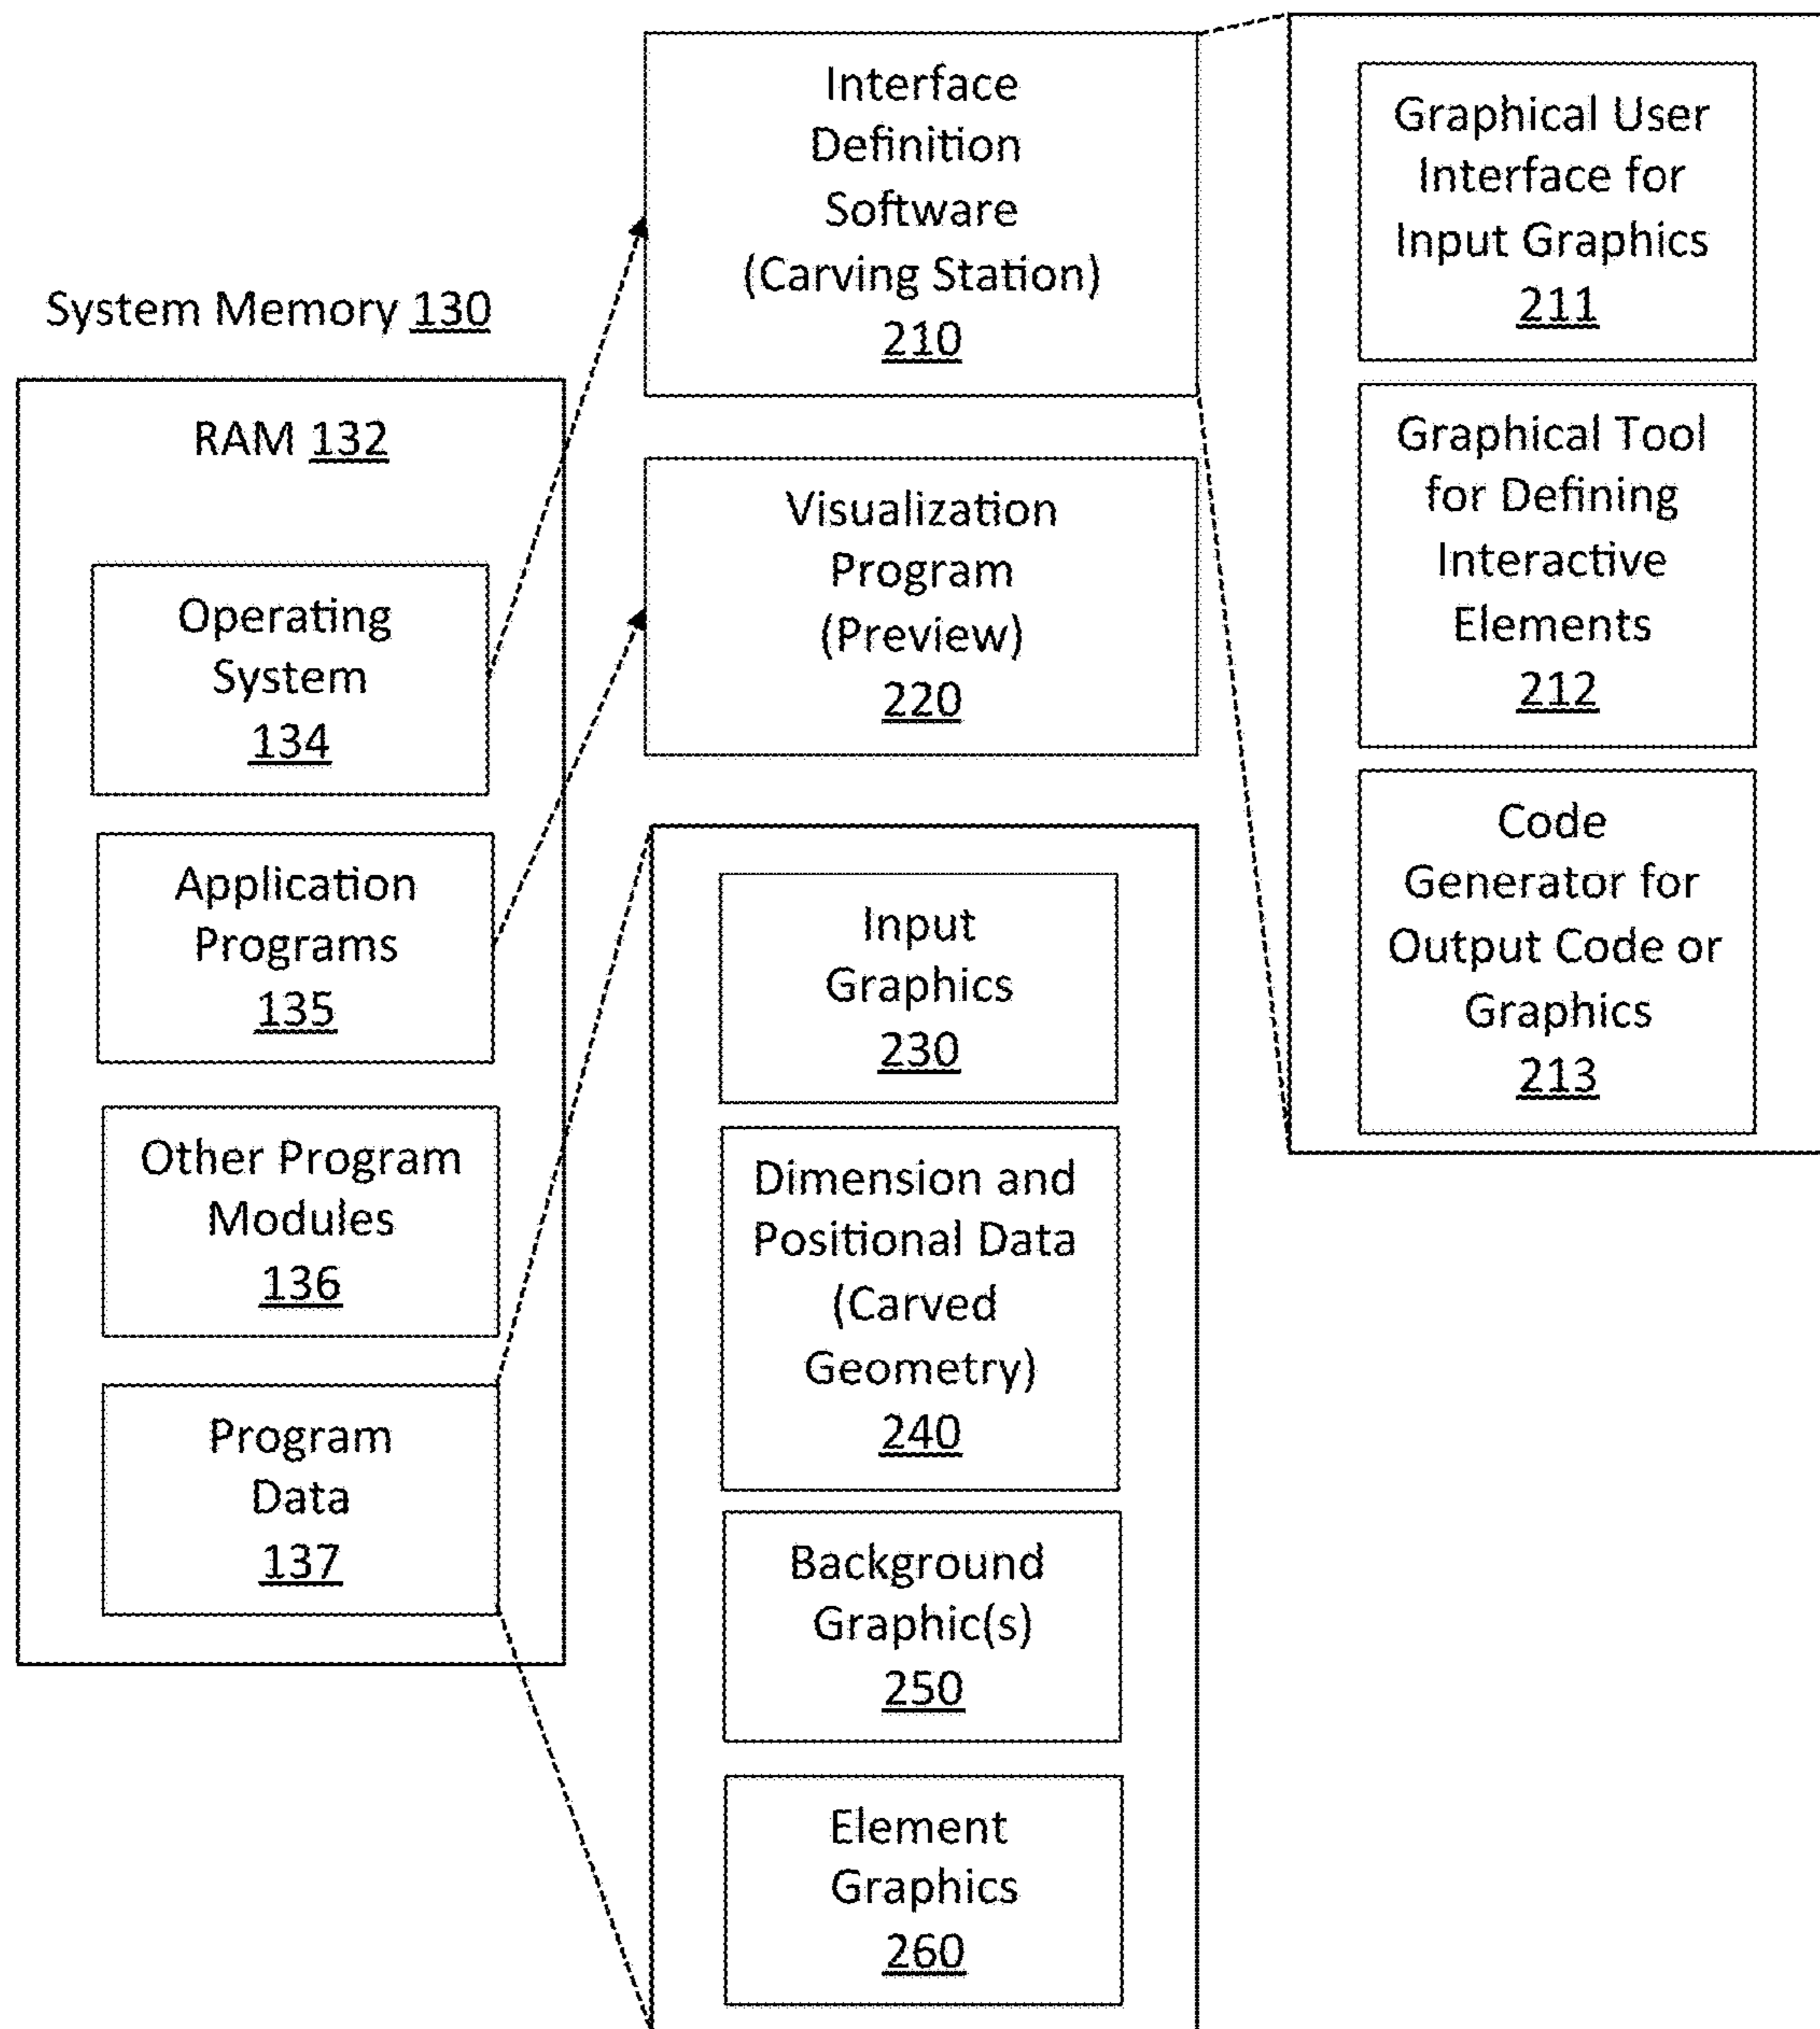 System Memory 130
RAM 132
Operating
System
134
Application
Programs
135
Other Program
Modules
136
Program
Data
137
Interface
Definition
Software
(Carving Station)
210
Visualization
Program
(Preview)
220
Input
Graphics
230
Dimension and
Positional Data
(Carved
Geometry)
240
Background
Graphic(s)
250
Element
Graphics
260
Graphical User
Interface for
Input Graphics
211
Graphical Tool
for Defining
Interactive
Elements
212
Code
Generator for
Output Code or
Graphics
213